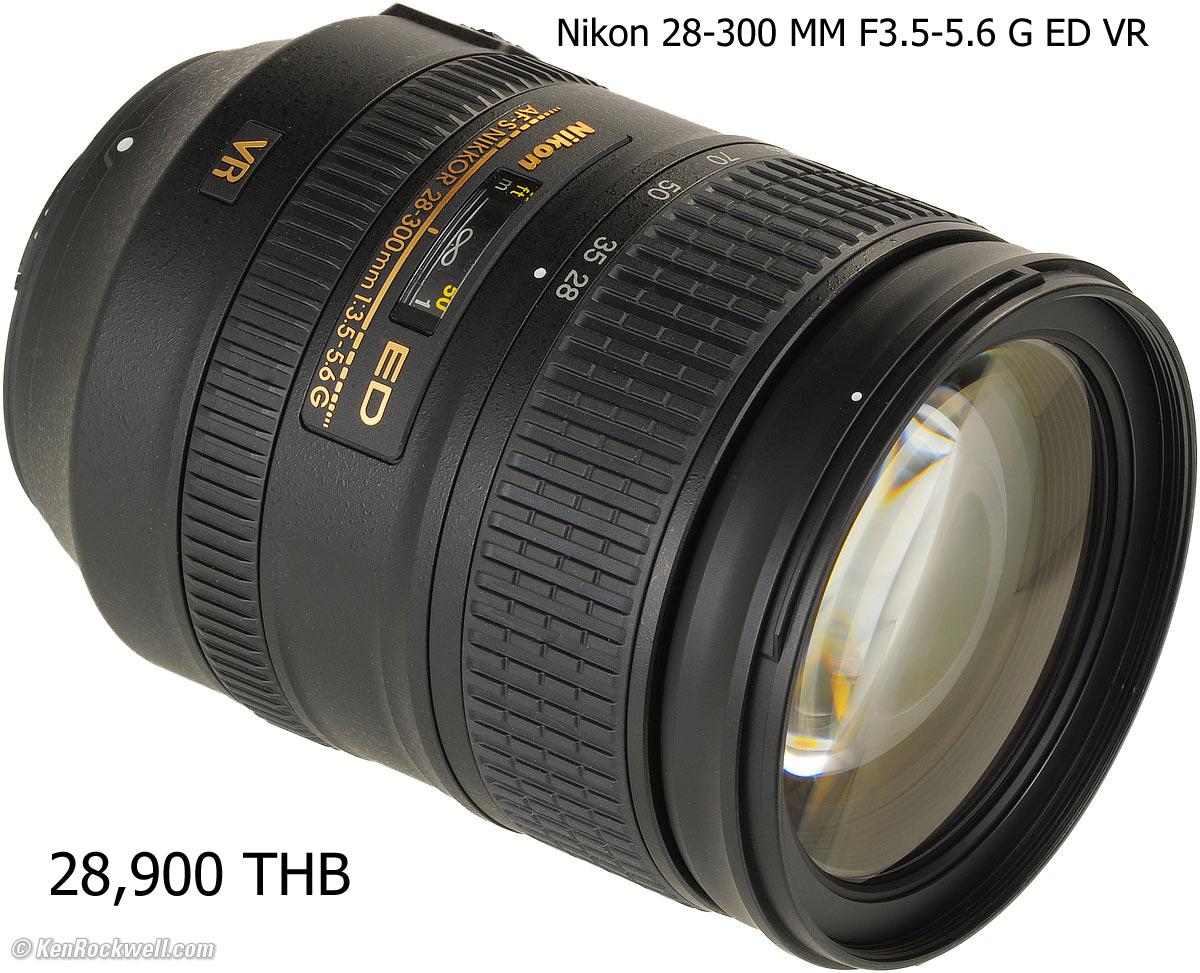 Nikon 28-300 MM F3.5-5.6 G ED VR
VR
Nikon
AF-S NIKKOR 28-300mm 1:3.5-5.6G
ED
ft
m
∞
50
1
70
50
35
28
28,900 THB
© KenRockwell.com